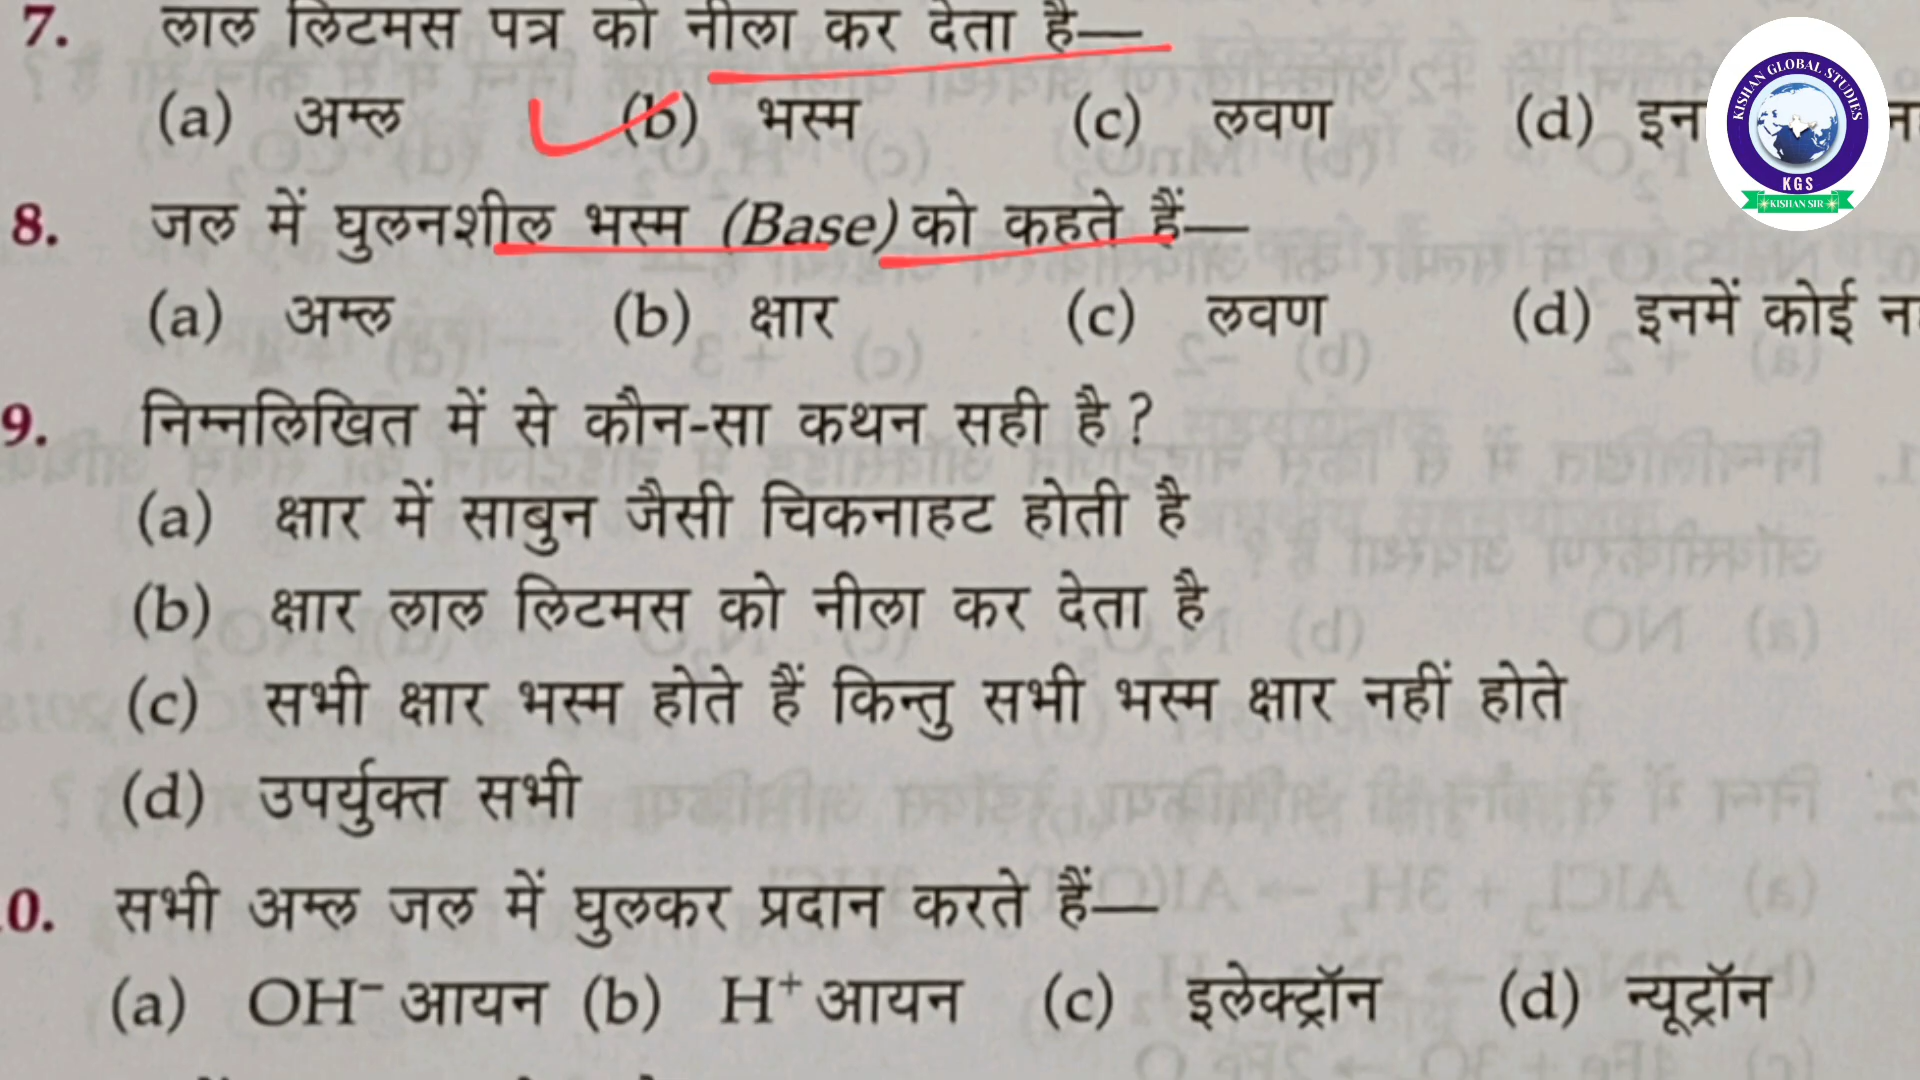 7. लाल लिटमस पत्र को नीला कर देता है—
(a) अम्ल (b) भस्म (c) लवण (d) इन
8. जल में घुलनशील भस्म (Base) को कहते हैं—
(a) अम्ल (b) क्षार (c) लवण (d) इनमें कोई
9. निम्नलिखित में से कौन-सा कथन सही है ?
(a) क्षार में साबुन जैसी चिकनाहट होती है
(b) क्षार लाल लिटमस को नीला कर देता है
(c) सभी क्षार भस्म होते हैं किन्तु सभी भस्म क्षार नहीं होते
(d) उपर्युक्त सभी
0. सभी अम्ल जल में घुलकर प्रदान करते हैं—
(a) OH⁻ आयन (b) H⁺ आयन (c) इलेक्ट्रॉन (d) न्यूट्रॉन
KISHAN GLOBAL STUDIES
KGS
KISHAN SIR